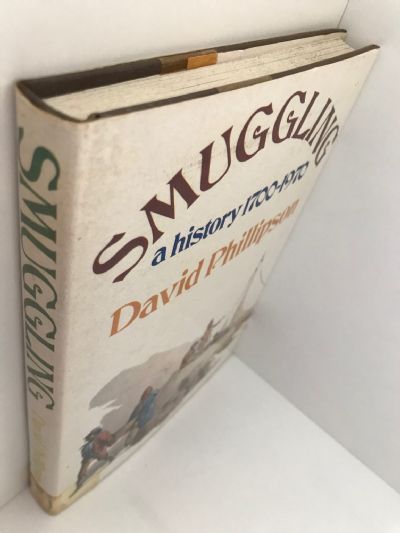 SMUGGLING
a history 1700-1970
David Phillipson
SMUGGLING